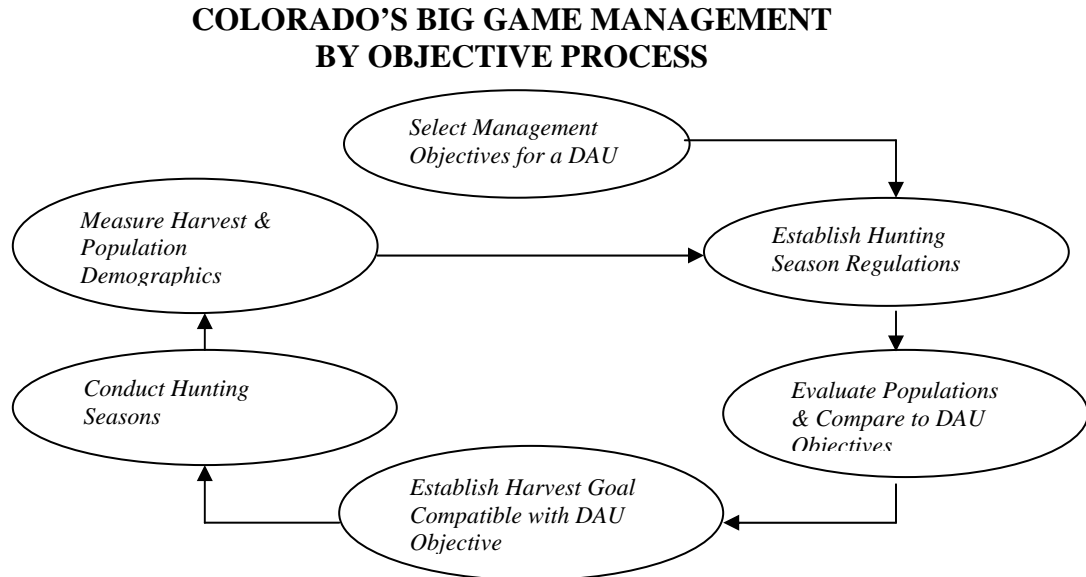 COLORADO'S BIG GAME MANAGEMENT
BY OBJECTIVE PROCESS
Select Management
Objectives for a DAU
Measure Harvest &
Population
Demographics
Establish Hunting
Season Regulations
Conduct Hunting
Seasons
Evaluate Populations
& Compare to DAU
Objectives
Establish Harvest Goal
Compatible with DAU
Objective